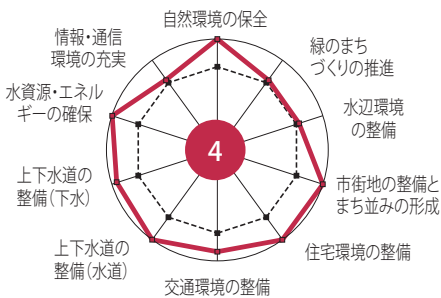 自然環境の保全
緑のまち
づくりの推進
水辺環境
の整備
市街地の整備と
まち並みの形成
住宅環境の整備
交通環境の整備
上下水道の
整備(水道)
上下水道の
整備(下水)
水資源・エネル
ギーの確保
情報・通信
環境の充実
4